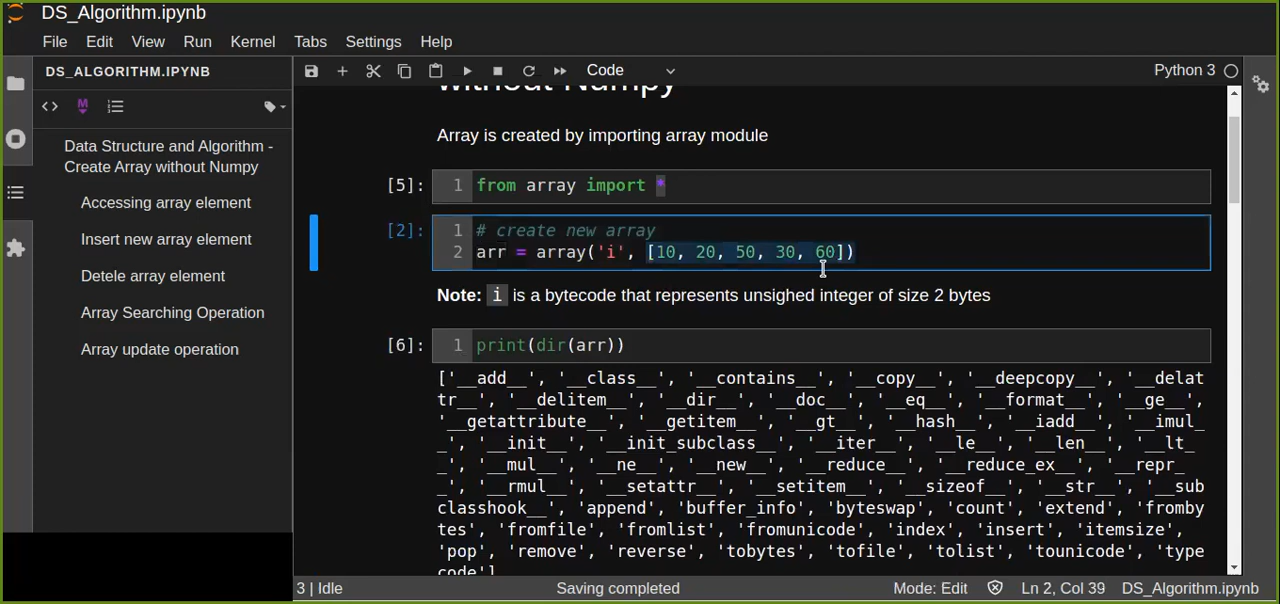 DS_Algorithm.ipynb
File Edit View Run Kernel Tabs Settings Help
DS_ALGORITHM.IPYNB
Code
Python 3
M
Data Structure and Algorithm -
Create Array without Numpy
Accessing array element
Insert new array element
Detele array element
Array Searching Operation
Array update operation
without Numpy
Array is created by importing array module
[5]: 1 from array import *
[2]: 1 # create new array
2 arr = array('i', [10, 20, 50, 30, 60])
Note: i is a bytecode that represents unsighed integer of size 2 bytes
[6]: 1 print(dir(arr))
['__add__', '__class__', '__contains__', '__copy__', '__deepcopy__', '__delat
tr__', '__delitem__', '__dir__', '__doc__', '__eq__', '__format__', '__ge__',
'__getattribute__', '__getitem__', '__gt__', '__hash__', '__iadd__', '__imul_
_', '__init__', '__init_subclass__', '__iter__', '__le__', '__len__', '__lt_
_', '__mul__', '__ne__', '__new__', '__reduce__', '__reduce_ex__', '__repr_
_', '__rmul__', '__setattr__', '__setitem__', '__sizeof__', '__str__', '__sub
classhook__', 'append', 'buffer_info', 'byteswap', 'count', 'extend', 'fromby
tes', 'fromfile', 'fromlist', 'fromunicode', 'index', 'insert', 'itemsize',
'pop', 'remove', 'reverse', 'tobytes', 'tofile', 'tolist', 'tounicode', 'type
code']
3 | Idle Saving completed Mode: Edit Ln 2, Col 39 DS_Algorithm.ipynb